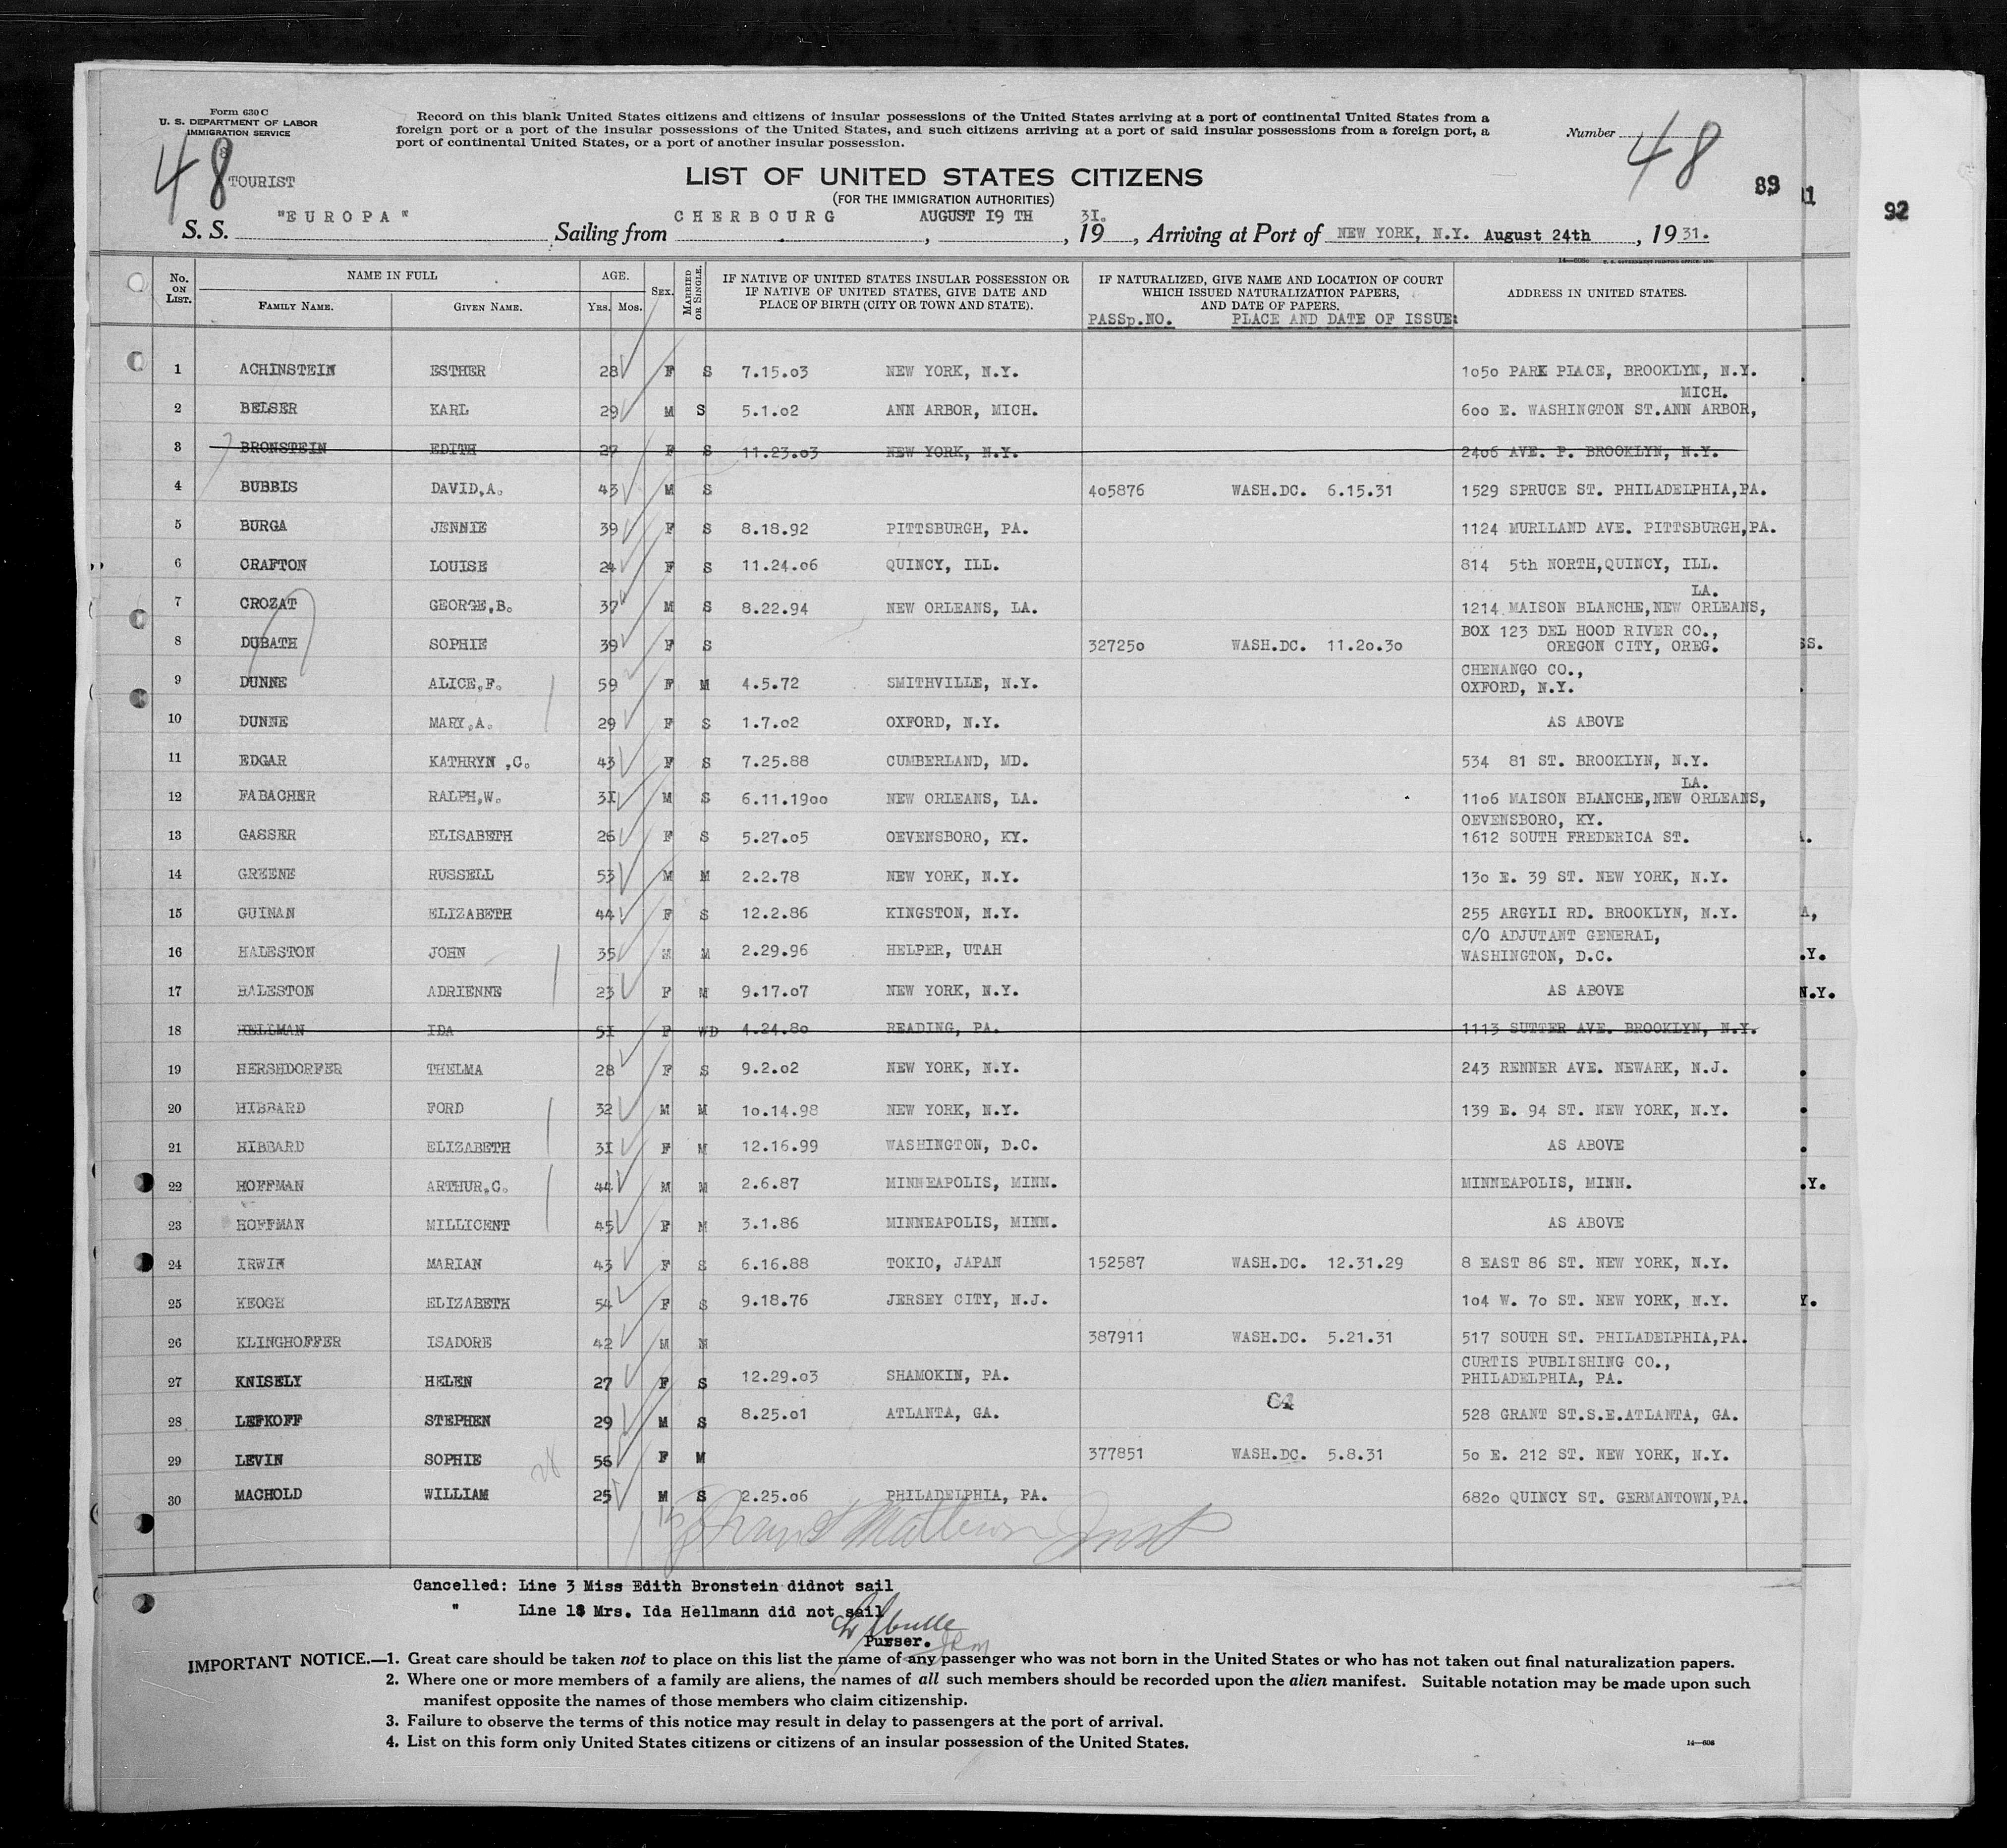 Form 630 C
U. S. DEPARTMENT OF LABOR
IMMIGRATION SERVICE
48
TOURIST
Record on this blank United States citizens and citizens of insular possessions of the United States arriving at a port of continental United States from a
foreign port or a port of the insular possessions of the United States, and such citizens arriving at a port of said insular possessions from a foreign port, a
port of continental United States, or a port of another insular possession.
Number 48
LIST OF UNITED STATES CITIZENS
(FOR THE IMMIGRATION AUTHORITIES)
89
92
S. S. "EUROPA" Sailing from CHERBOURG, AUGUST 19 TH, 1931., Arriving at Port of NEW YORK, N.Y. August 24th, 1931.
No. ON LIST. NAME IN FULL FAMILY NAME. GIVEN NAME. AGE. Yrs. Mos. SEX. MARRIED OR SINGLE. IF NATIVE OF UNITED STATES INSULAR POSSESSION OR IF NATIVE OF UNITED STATES, GIVE DATE AND PLACE OF BIRTH (CITY OR TOWN AND STATE). IF NATURALIZED, GIVE NAME AND LOCATION OF COURT WHICH ISSUED NATURALIZATION PAPERS, AND DATE OF PAPERS. ADDRESS IN UNITED STATES.
PASSp.NO. PLACE AND DATE OF ISSUE:
1 ACHINSTEIN ESTHER 28 F S 7.15.03 NEW YORK, N.Y. 1050 PARK PLACE, BROOKLYN, N.Y.
MICH.
2 BELSER KARL 29 M S 5.1.02 ANN ARBOR, MICH. 600 E. WASHINGTON ST.ANN ARBOR,
3 BRONSTEIN EDITH 27 F S 11.23.03 NEW YORK, N.Y. 2406 AVE. P. BROOKLYN, N.Y.
4 BUBBIS DAVID,A. 43 M S 405876 WASH.DC. 6.15.31 1529 SPRUCE ST. PHILADELPHIA,PA.
5 BURGA JENNIE 39 F S 8.18.92 PITTSBURGH, PA. 1124 MURLLAND AVE. PITTSBURGH,PA.
6 CRAFTON LOUISE 24 F S 11.24.06 QUINCY, ILL. 814 5th NORTH,QUINCY, ILL.
LA.
7 CROZAT GEORGE,B. 37 M S 8.22.94 NEW ORLEANS, LA. 1214 MAISON BLANCHE,NEW ORLEANS,
BOX 123 DEL HOOD RIVER CO.,
8 DUBATH SOPHIE 39 F S 327250 WASH.DC. 11.20.30 OREGON CITY, OREG.
CHENANGO CO.,
9 DUNNE ALICE,F. 59 F M 4.5.72 SMITHVILLE, N.Y. OXFORD, N.Y.
10 DUNNE MARY,A. 29 F S 1.7.02 OXFORD, N.Y. AS ABOVE
11 EDGAR KATHRYN ,C. 43 F S 7.25.88 CUMBERLAND, MD. 534 81 ST. BROOKLYN, N.Y.
LA.
12 FABACHER RALPH,W. 31 M S 6.11.1900 NEW ORLEANS, LA. 1106 MAISON BLANCHE,NEW ORLEANS,
OEVENSBORO, KY.
13 GASSER ELISABETH 26 F S 5.27.05 OEVENSBORO, KY. 1612 SOUTH FREDERICA ST.
14 GREENE RUSSELL 53 M M 2.2.78 NEW YORK, N.Y. 130 E. 39 ST. NEW YORK, N.Y.
15 GUINAN ELIZABETH 44 F S 12.2.86 KINGSTON, N.Y. 255 ARGYLI RD. BROOKLYN, N.Y.
C/O ADJUTANT GENERAL,
16 HALESTON JOHN 35 M M 2.29.96 HELPER, UTAH WASHINGTON, D.C.
17 HALESTON ADRIENNE 23 F M 9.17.07 NEW YORK, N.Y. AS ABOVE
18 HELLMAN IDA 51 F WD 4.24.80 READING, PA. 1113 SUTTER AVE. BROOKLYN, N.Y.
19 HERSHDORFER THELMA 28 F S 9.2.02 NEW YORK, N.Y. 243 RENNER AVE. NEWARK, N.J.
20 HIBBARD FORD 32 M M 10.14.98 NEW YORK, N.Y. 139 E. 94 ST. NEW YORK, N.Y.
21 HIBBARD ELIZABETH 31 F M 12.16.99 WASHINGTON, D.C. AS ABOVE
22 HOFFMAN ARTHUR,C. 44 M M 2.6.87 MINNEAPOLIS, MINN. MINNEAPOLIS, MINN.
23 HOFFMAN MILLICENT 45 F M 3.1.86 MINNEAPOLIS, MINN. AS ABOVE
24 IRWIN MARIAN 43 F S 6.16.88 TOKIO, JAPAN 152587 WASH.DC. 12.31.29 8 EAST 86 ST. NEW YORK, N.Y.
25 KEOGH ELIZABETH 54 F S 9.18.76 JERSEY CITY, N.J. 104 W. 70 ST. NEW YORK, N.Y.
26 KLINGHOFFER ISADORE 42 M M 387911 WASH.DC. 5.21.31 517 SOUTH ST. PHILADELPHIA,PA.
CURTIS PUBLISHING CO.,
27 KNISELY HELEN 27 F S 12.29.03 SHAMOKIN, PA. PHILADELPHIA, PA.
28 LEFKOFF STEPHEN 29 M S 8.25.01 ATLANTA, GA. 528 GRANT ST.S.E.ATLANTA, GA.
29 LEVIN SOPHIE 56 F M 377851 WASH.DC. 5.8.31 50 E. 212 ST. NEW YORK, N.Y.
30 MACHOLD WILLIAM 25 M S 2.25.06 PHILADELPHIA, PA. 6820 QUINCY ST. GERMANTOWN,PA.
Cancelled: Line 3 Miss Edith Bronstein didnot sail
" Line 18 Mrs. Ida Hellmann did not sail
Purser.
IMPORTANT NOTICE.—1. Great care should be taken not to place on this list the name of any passenger who was not born in the United States or who has not taken out final naturalization papers.
2. Where one or more members of a family are aliens, the names of all such members should be recorded upon the alien manifest. Suitable notation may be made upon such
manifest opposite the names of those members who claim citizenship.
3. Failure to observe the terms of this notice may result in delay to passengers at the port of arrival.
4. List on this form only United States citizens or citizens of an insular possession of the United States.